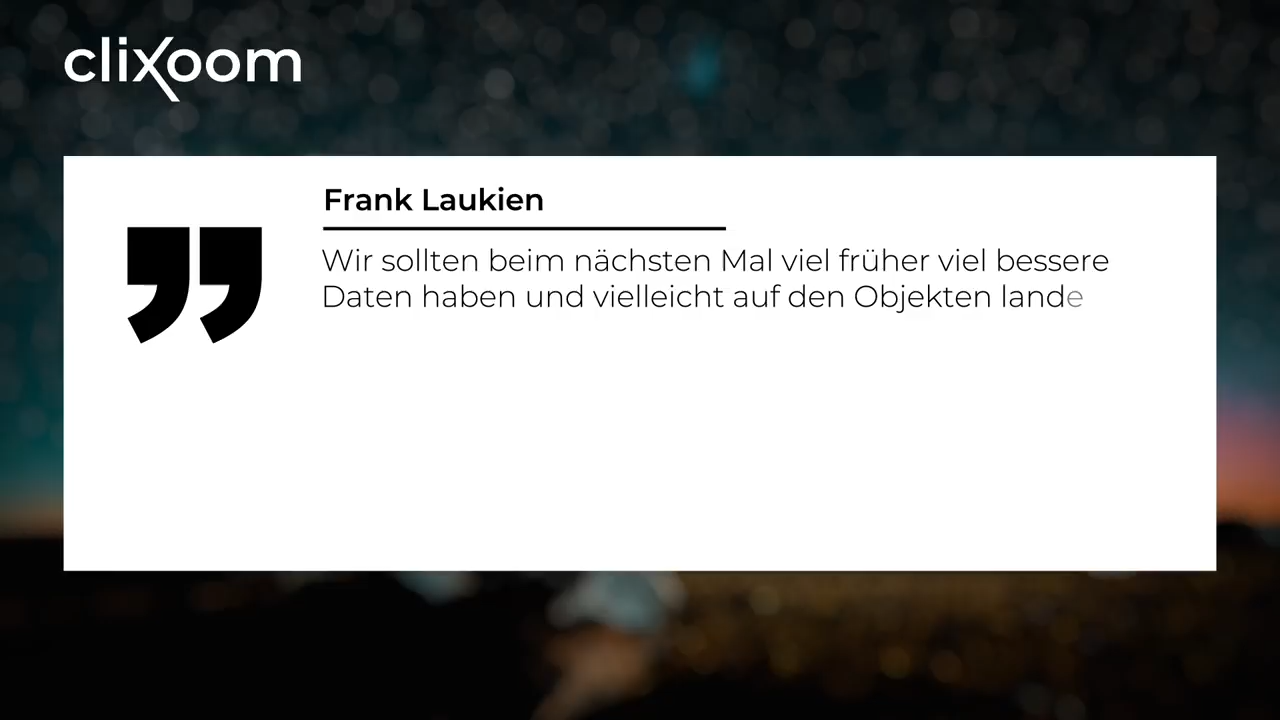 clixoom
Frank Laukien
Wir sollten beim nächsten Mal viel früher viel bessere
Daten haben und vielleicht auf den Objekten lande